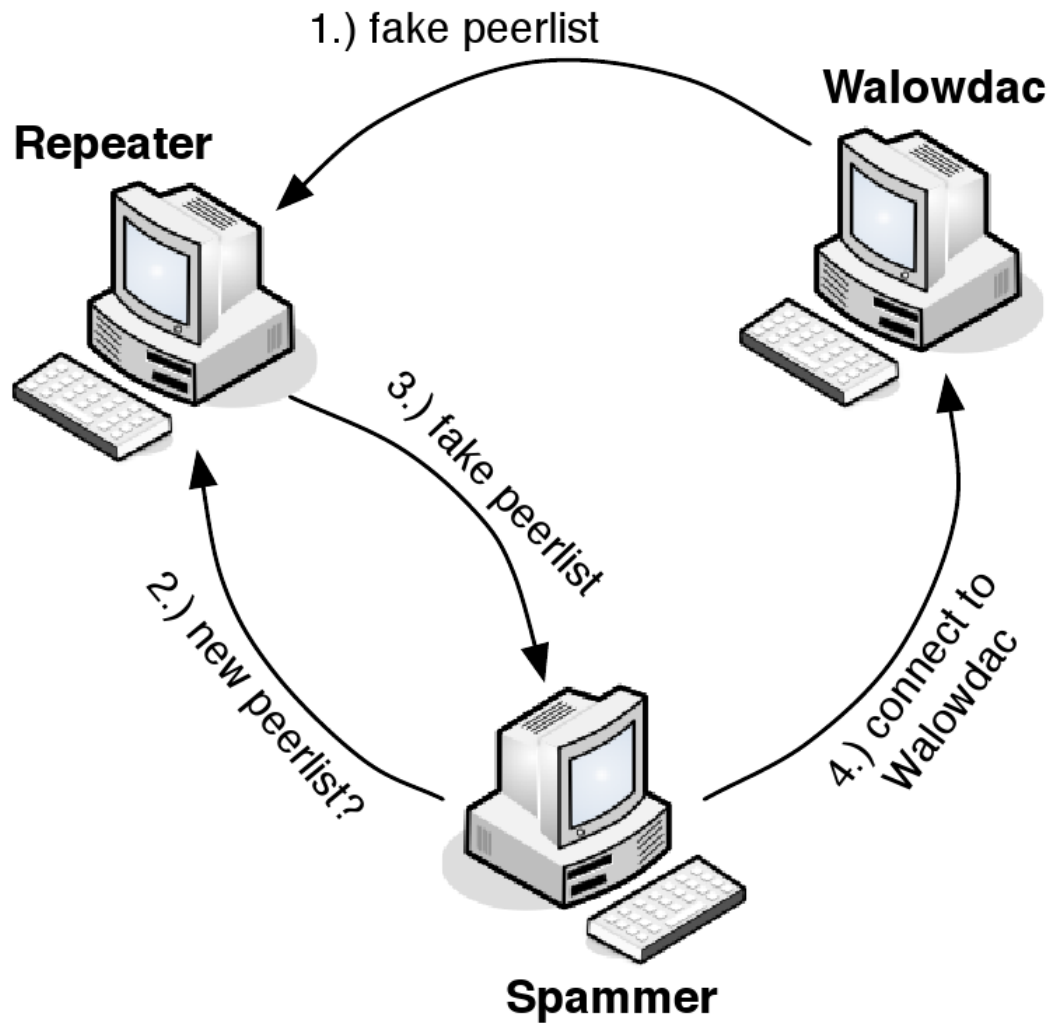 1.) fake peerlist
Walowdac
Repeater
3.) fake peerlist
2.) new peerlist?
4.) connect to
Walowdac
Spammer